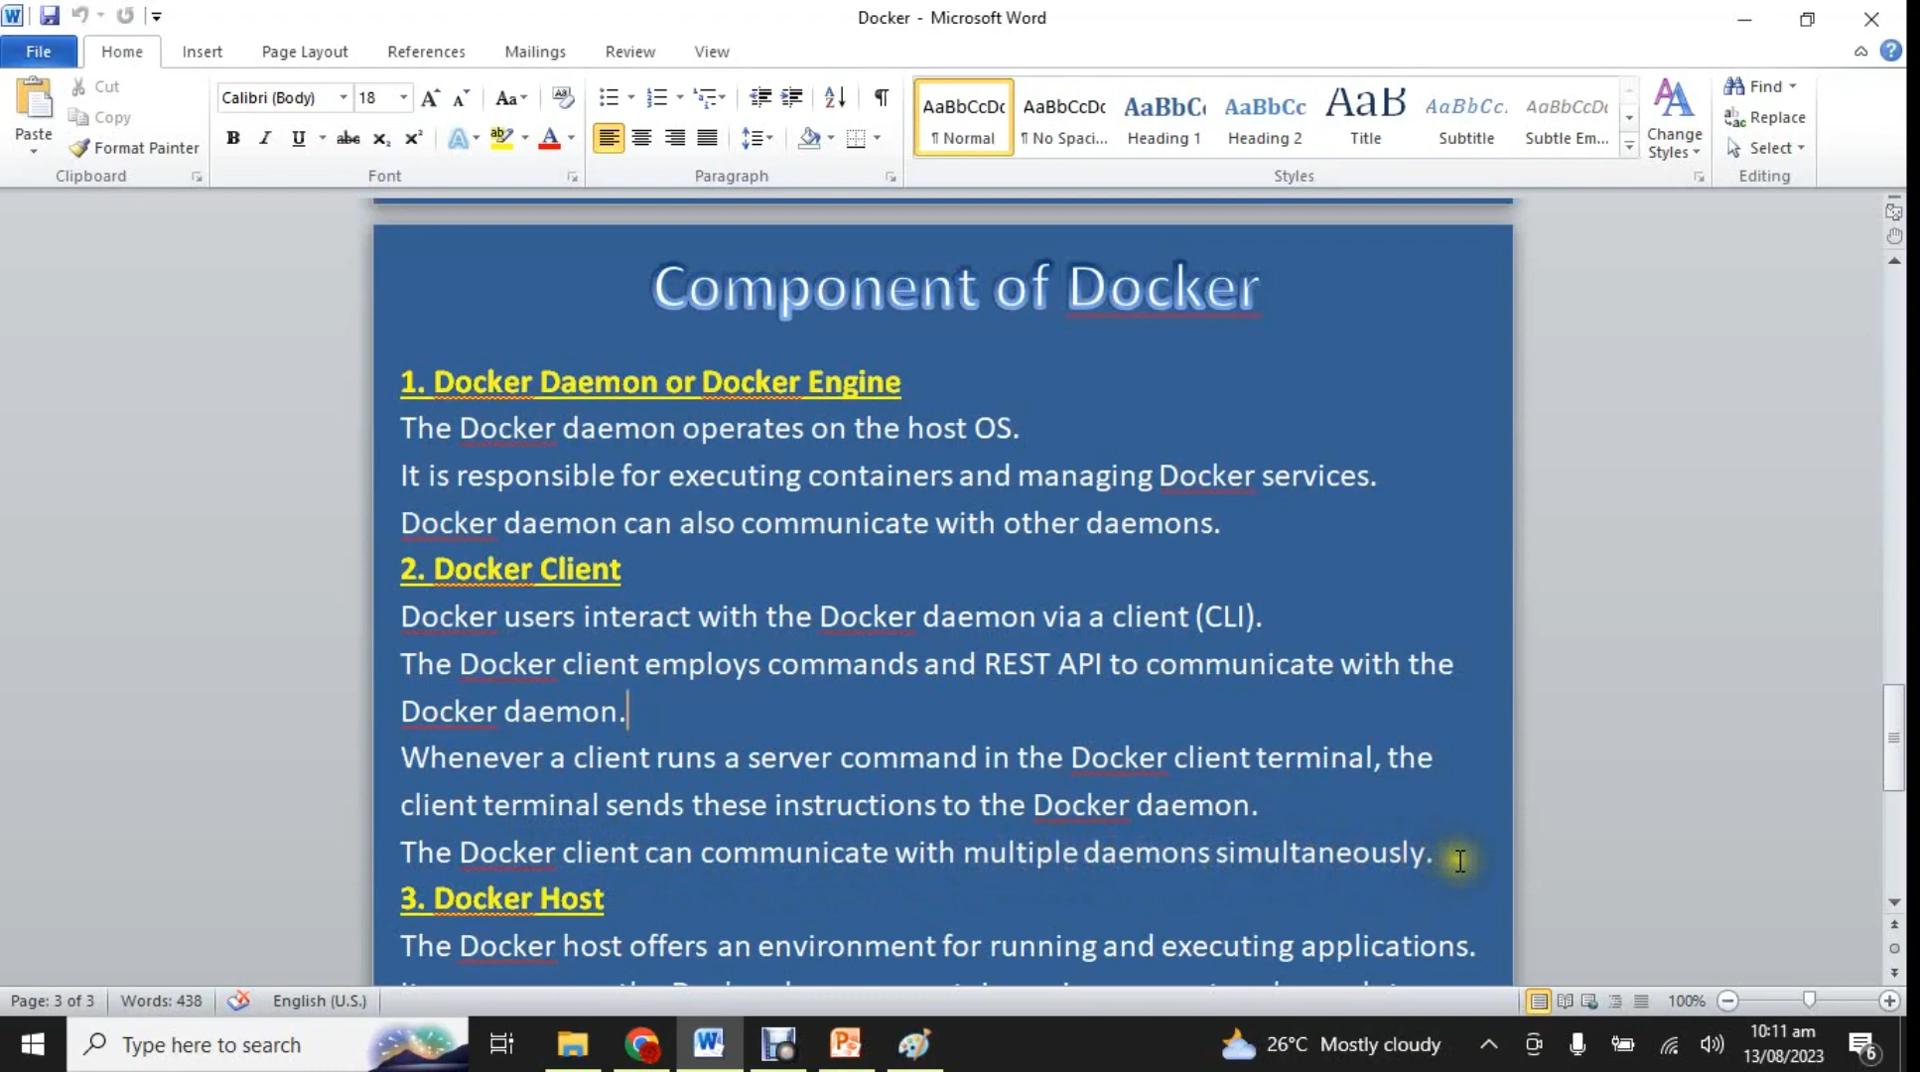 Docker - Microsoft Word
File Home Insert Page Layout References Mailings Review View
Paste
Cut
Copy
Format Painter
Clipboard
Calibri (Body) 18
Font
Paragraph
AaBbCcDc AaBbCcDc AaBbC AaBbCc AaB AaBbCc. AaBbCcDc
¶ Normal ¶ No Spaci... Heading 1 Heading 2 Title Subtitle Subtle Em...
Change Styles
Styles
Find
Replace
Select
Editing
Component of Docker
1. Docker Daemon or Docker Engine
The Docker daemon operates on the host OS.
It is responsible for executing containers and managing Docker services.
Docker daemon can also communicate with other daemons.
2. Docker Client
Docker users interact with the Docker daemon via a client (CLI).
The Docker client employs commands and REST API to communicate with the
Docker daemon.
Whenever a client runs a server command in the Docker client terminal, the
client terminal sends these instructions to the Docker daemon.
The Docker client can communicate with multiple daemons simultaneously.
3. Docker Host
The Docker host offers an environment for running and executing applications.
Page: 3 of 3 Words: 438 English (U.S.) 100%
Type here to search
26°C Mostly cloudy
10:11 am
13/08/2023
6